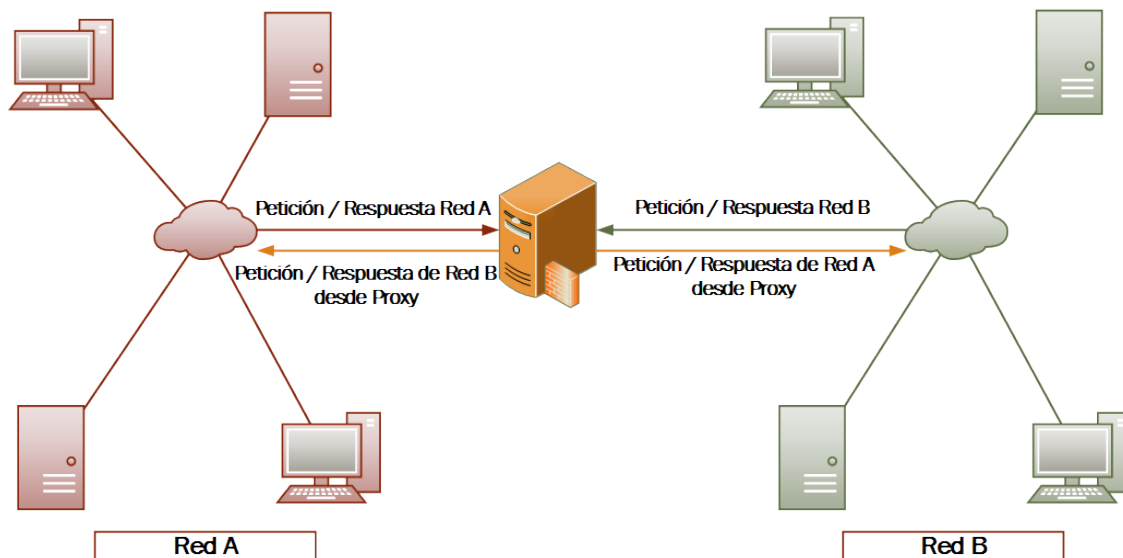 Petición / Respuesta Red A
Petición / Respuesta Red B
Petición / Respuesta de Red B
desde Proxy
Petición / Respuesta de Red A
desde Proxy
Red A
Red B